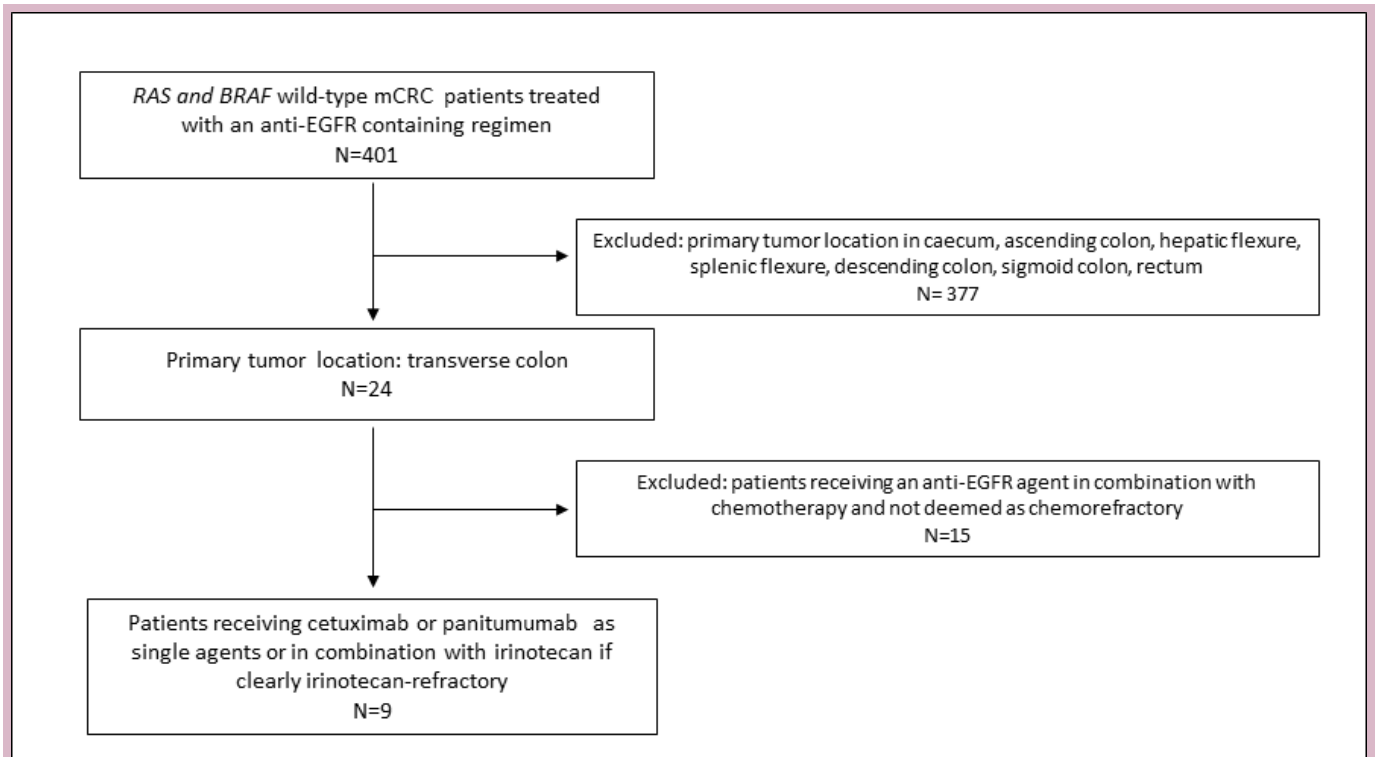 RAS and BRAF wild-type mCRC patients treated
with an anti-EGFR containing regimen
N=401
Excluded: primary tumor location in caecum, ascending colon, hepatic flexure,
splenic flexure, descending colon, sigmoid colon, rectum
N= 377
Primary tumor location: transverse colon
N=24
Excluded: patients receiving an anti-EGFR agent in combination with
chemotherapy and not deemed as chemorefractory
N=15
Patients receiving cetuximab or panitumumab as
single agents or in combination with irinotecan if
clearly irinotecan-refractory
N=9